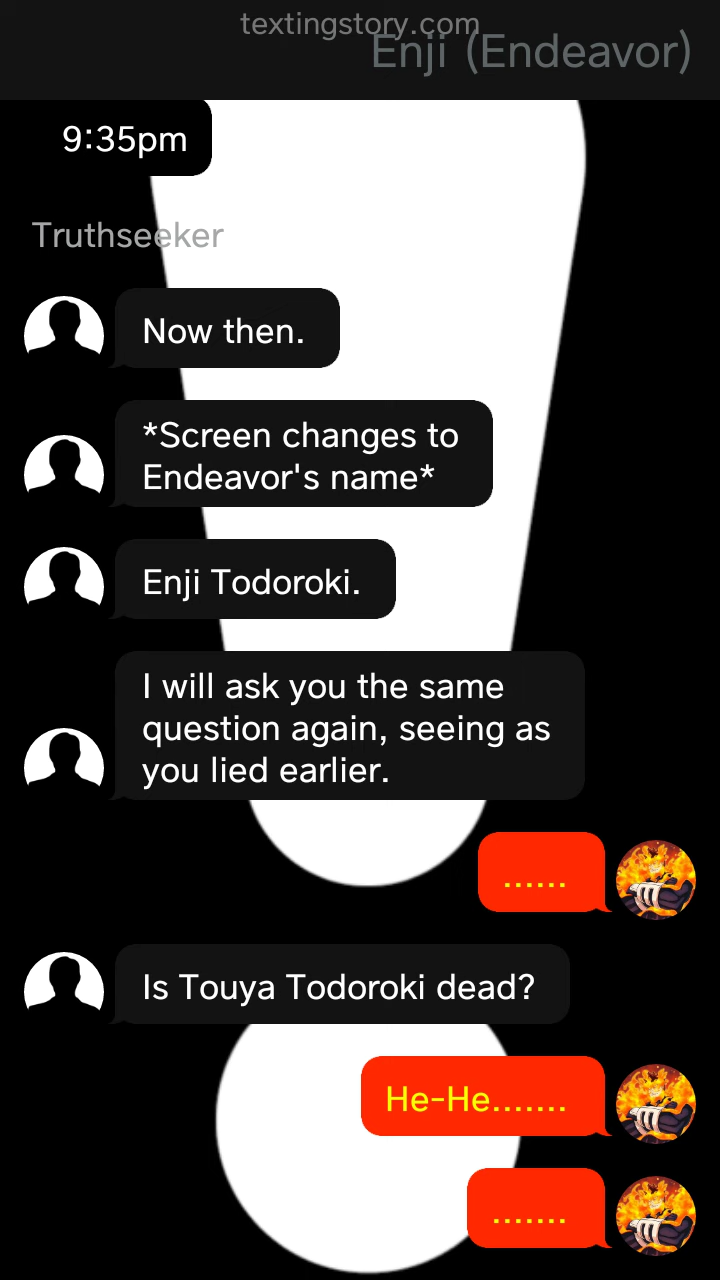 textingstory.com
Enji (Endeavor)
9:35pm
Truthseeker
Now then.
*Screen changes to
Endeavor's name*
Enji Todoroki.
I will ask you the same
question again, seeing as
you lied earlier.
......
Is Touya Todoroki dead?
He-He.......
.......